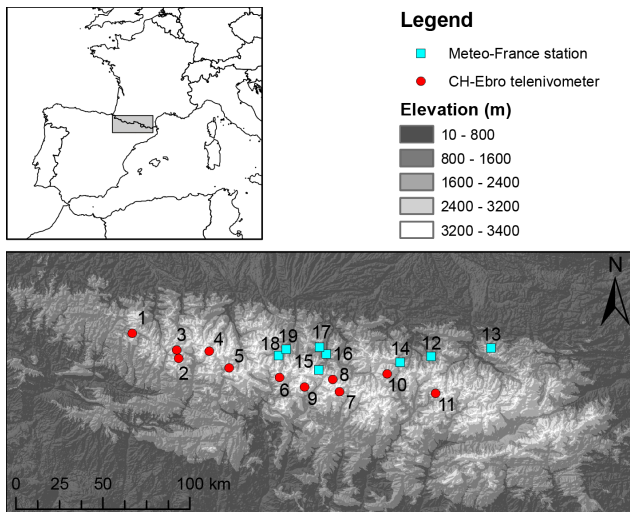 Legend
Meteo-France station
CH-Ebro telenivometer
Elevation (m)
10 - 800
800 - 1600
1600 - 2400
2400 - 3200
3200 - 3400
N
1
3
4
2
5
18
19
17
16
15
14
12
13
6
9
8
7
10
11
0
25
50
100 km